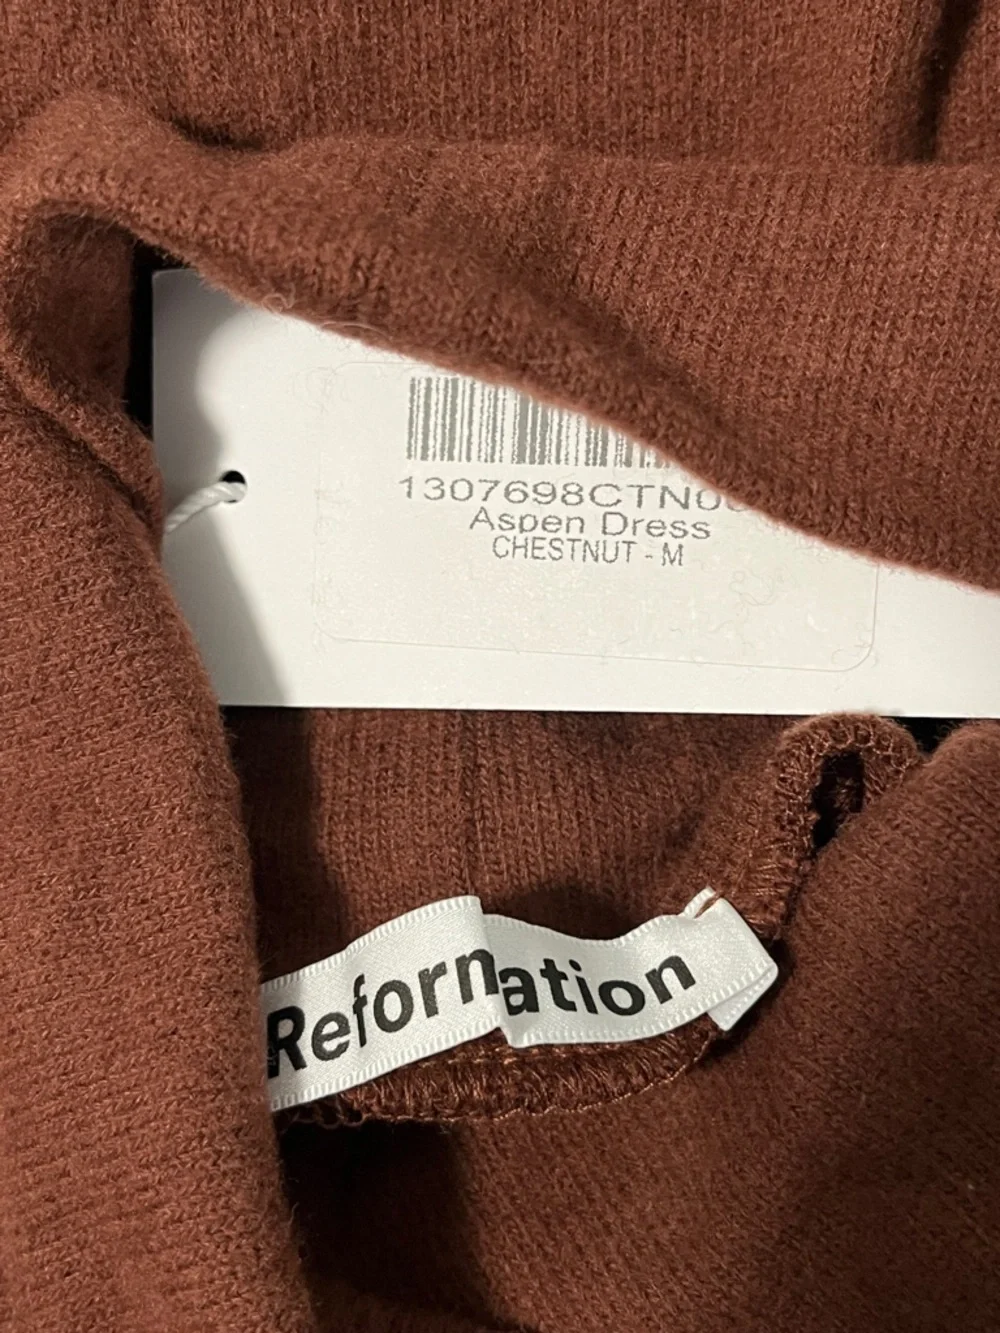 1307698CTN0
Aspen Dress
CHESTNUT - M
Reformation